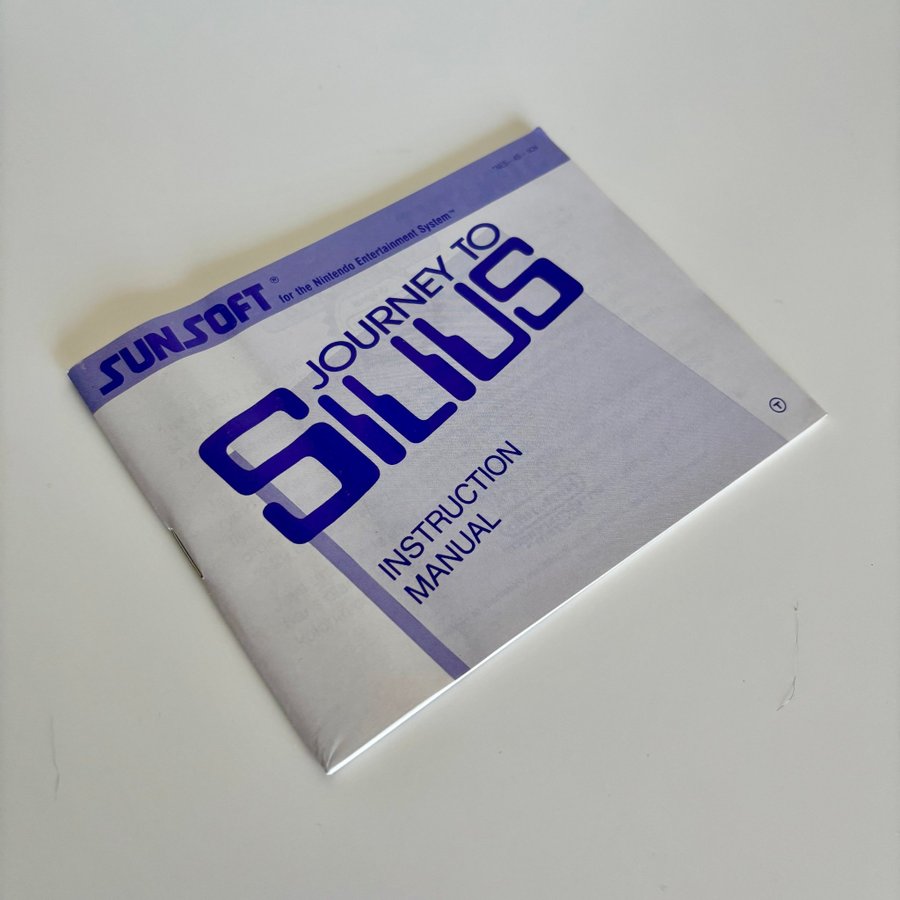 SUNSOFT® for the Nintendo Entertainment System™
JOURNEY TO
SILIUS
INSTRUCTION
MANUAL
T